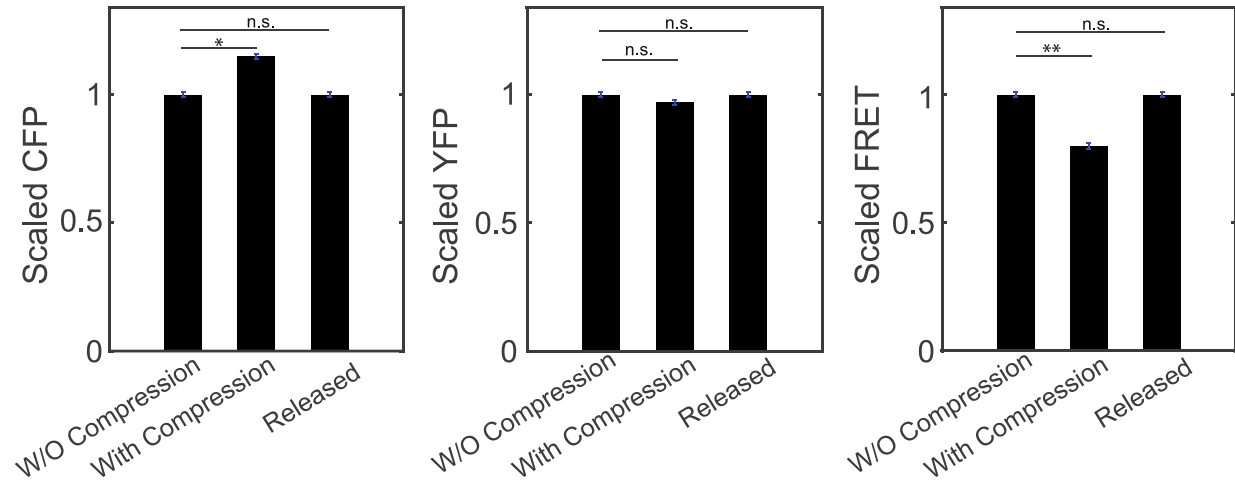 n.s.
*
1
0.5
0
Scaled CFP
W/O Compression
With Compression
Released
n.s.
n.s.
1
0.5
0
Scaled YFP
W/O Compression
With Compression
Released
n.s.
**
1
0.5
0
Scaled FRET
W/O Compression
With Compression
Released